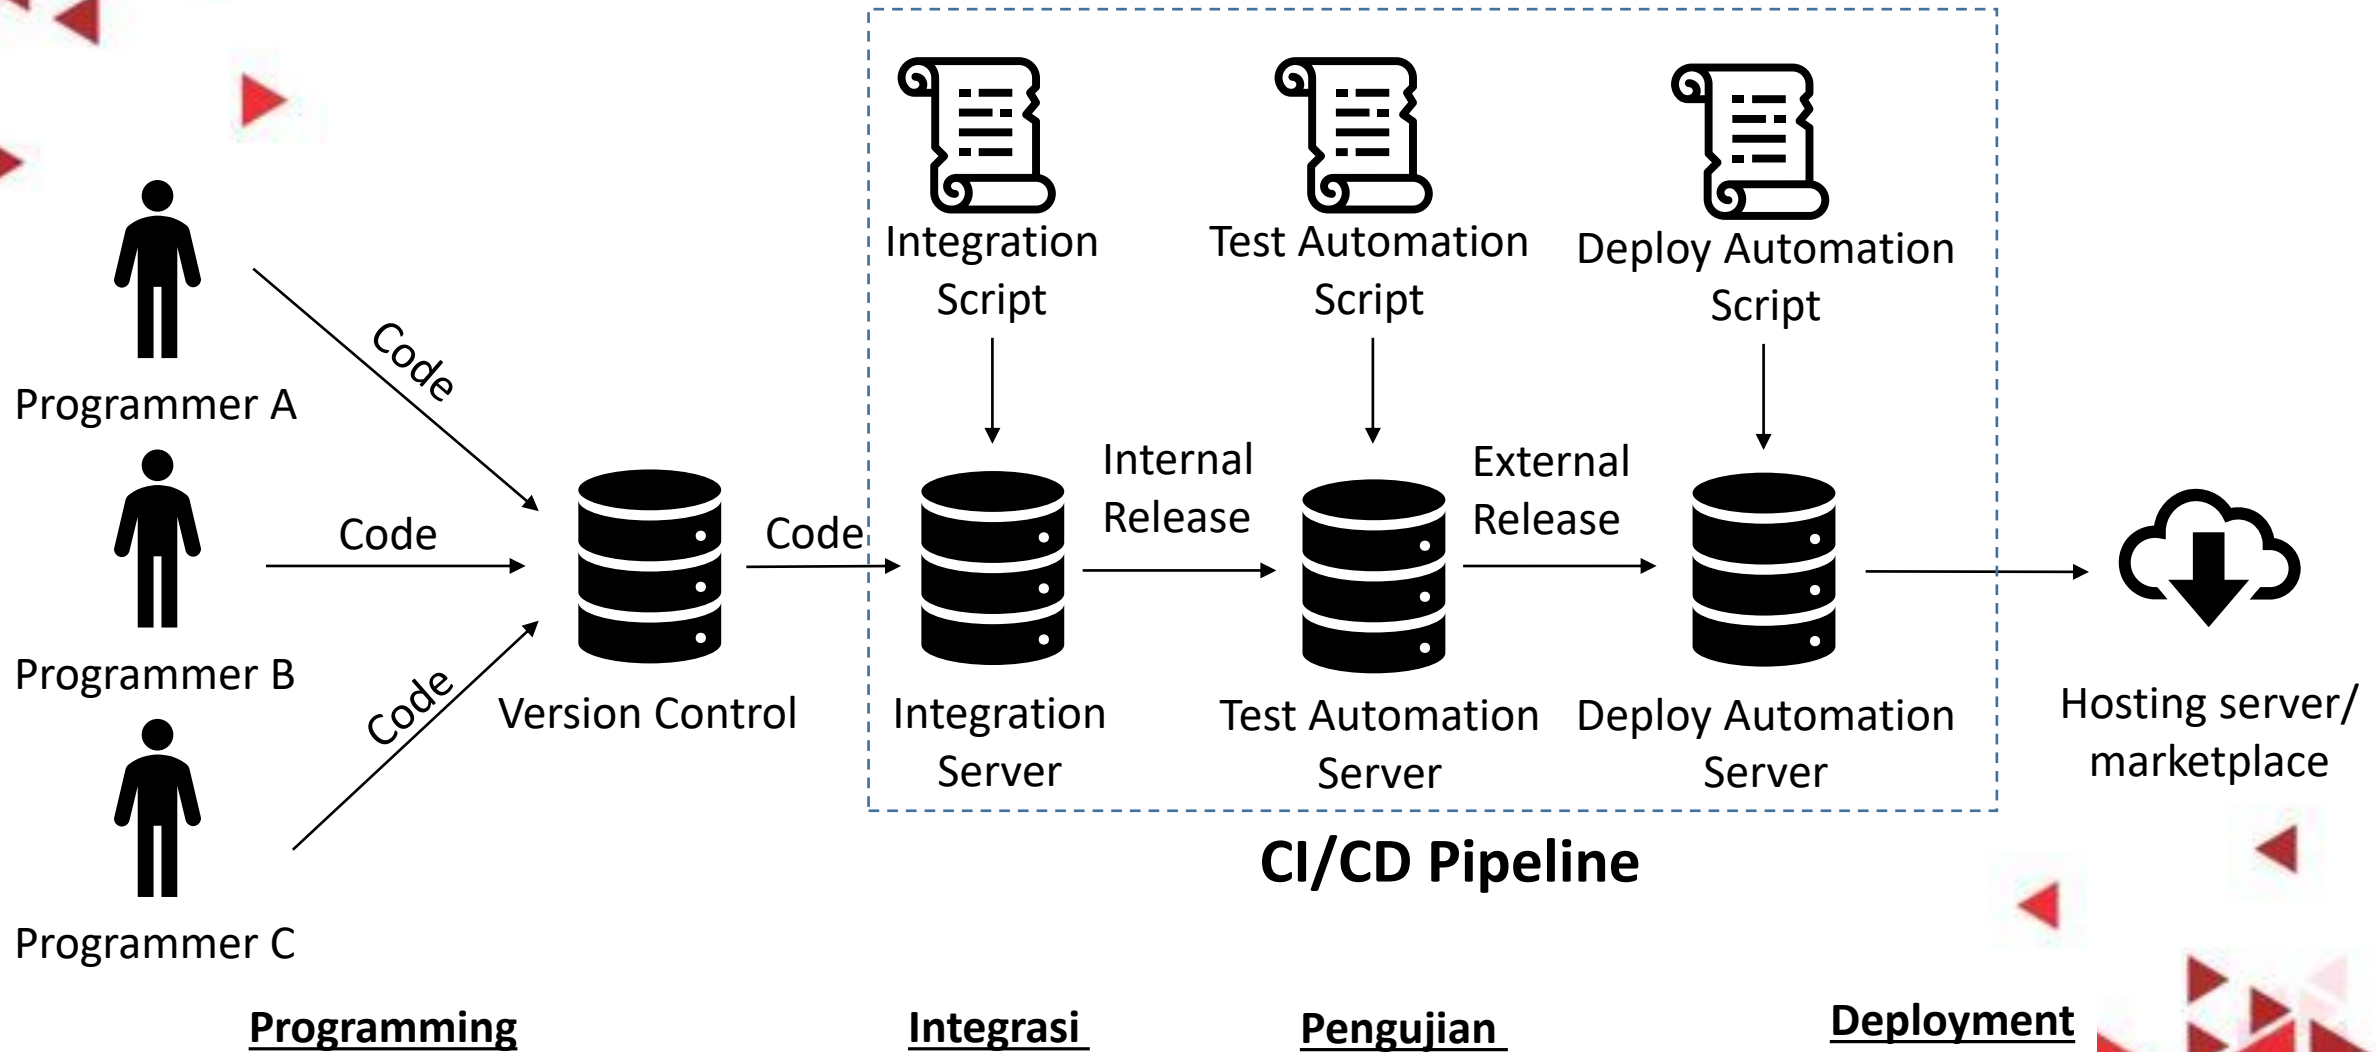 Programmer A
Programmer B
Programmer C
Code
Code
Code
Version Control
Code
Integration
Script
Test Automation
Script
Deploy Automation
Script
Internal
Release
External
Release
Integration
Server
Test Automation
Server
Deploy Automation
Server
Hosting server/
marketplace
CI/CD Pipeline
Programming
Integrasi
Pengujian
Deployment